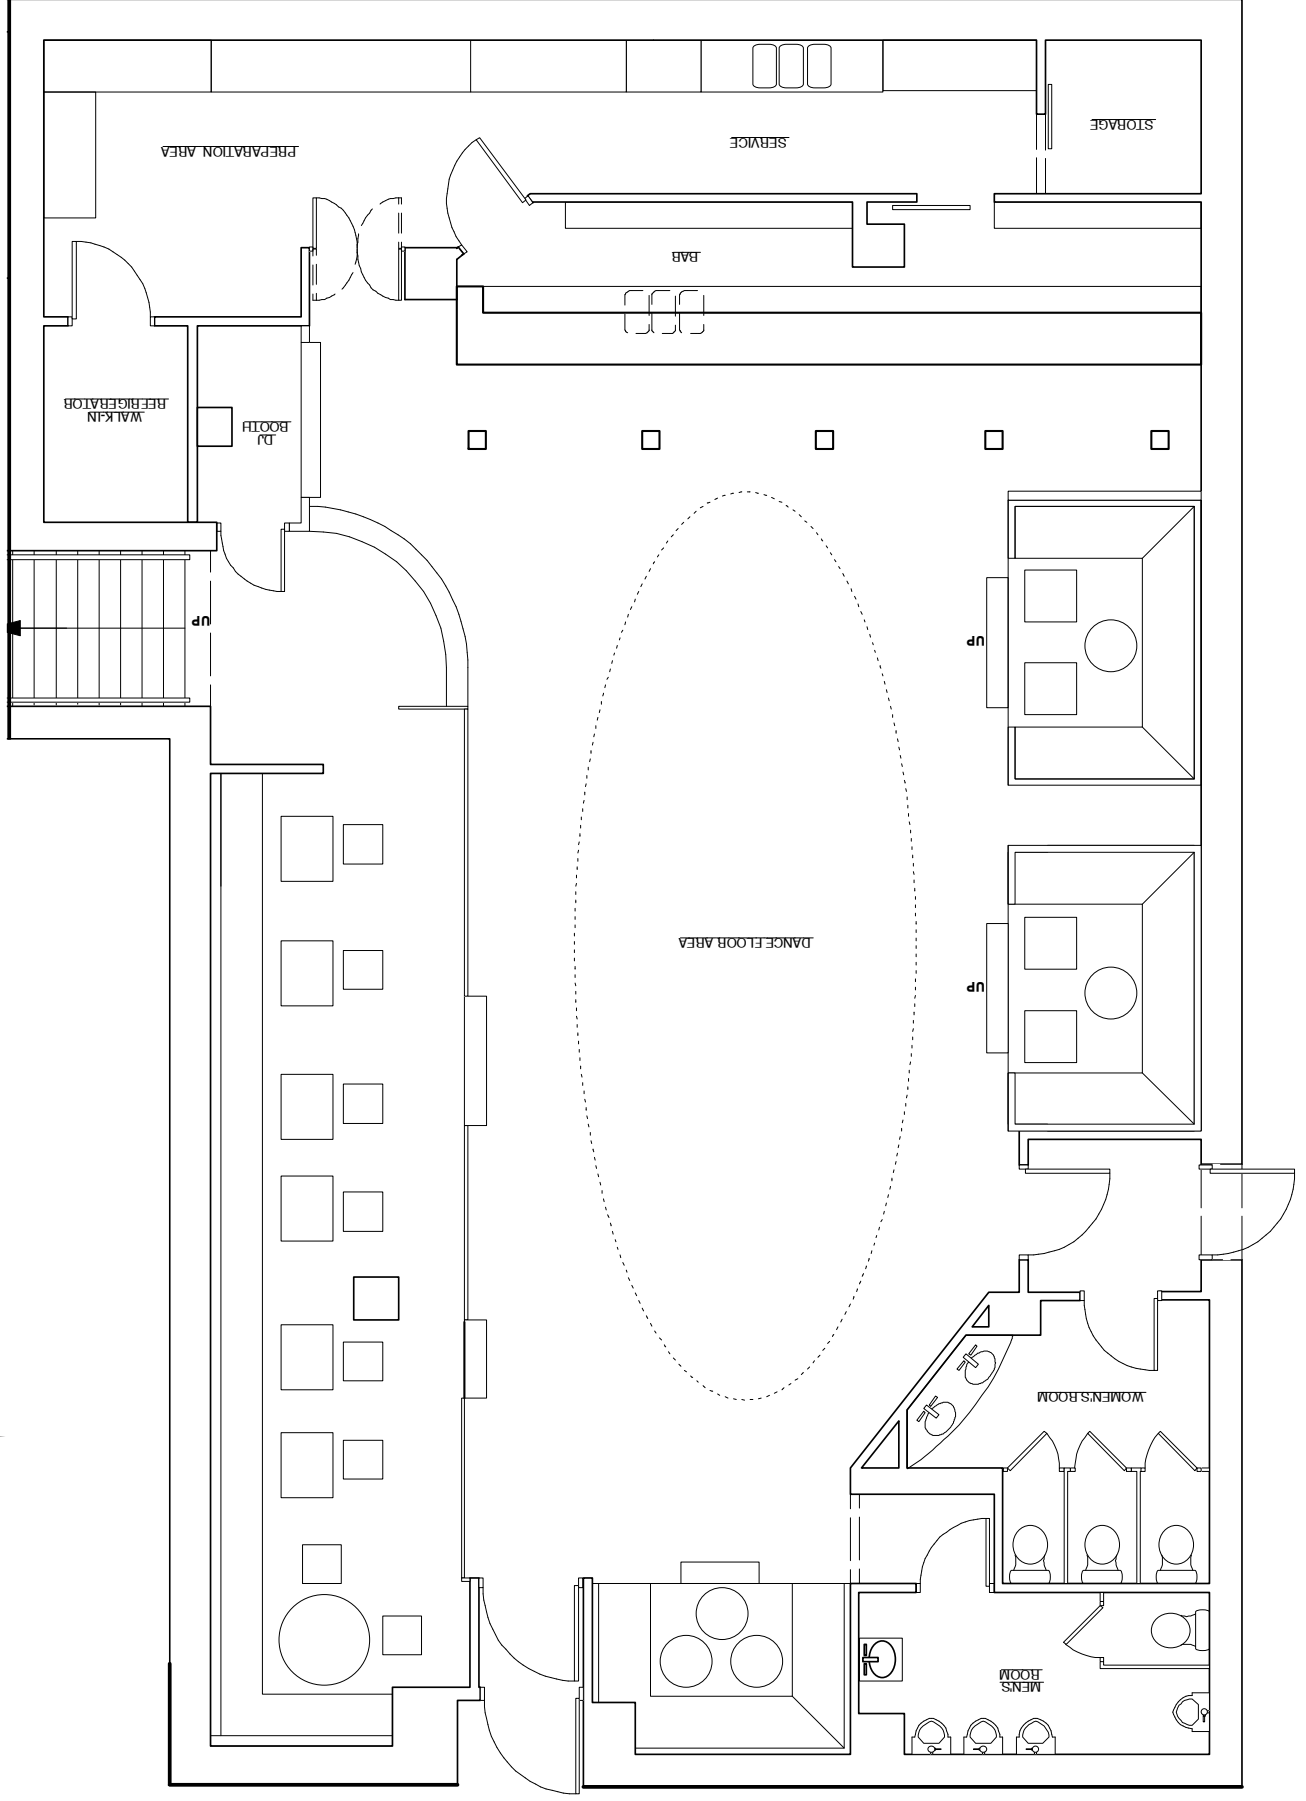 MEN'S
ROOM
WOMEN'S ROOM
UP
DANCE FLOOR AREA
UP
UP
DJ
BOOTH
WALK-IN
REFRIGERATOR
BAR
PREPARATION AREA
SERVICE
STORAGE